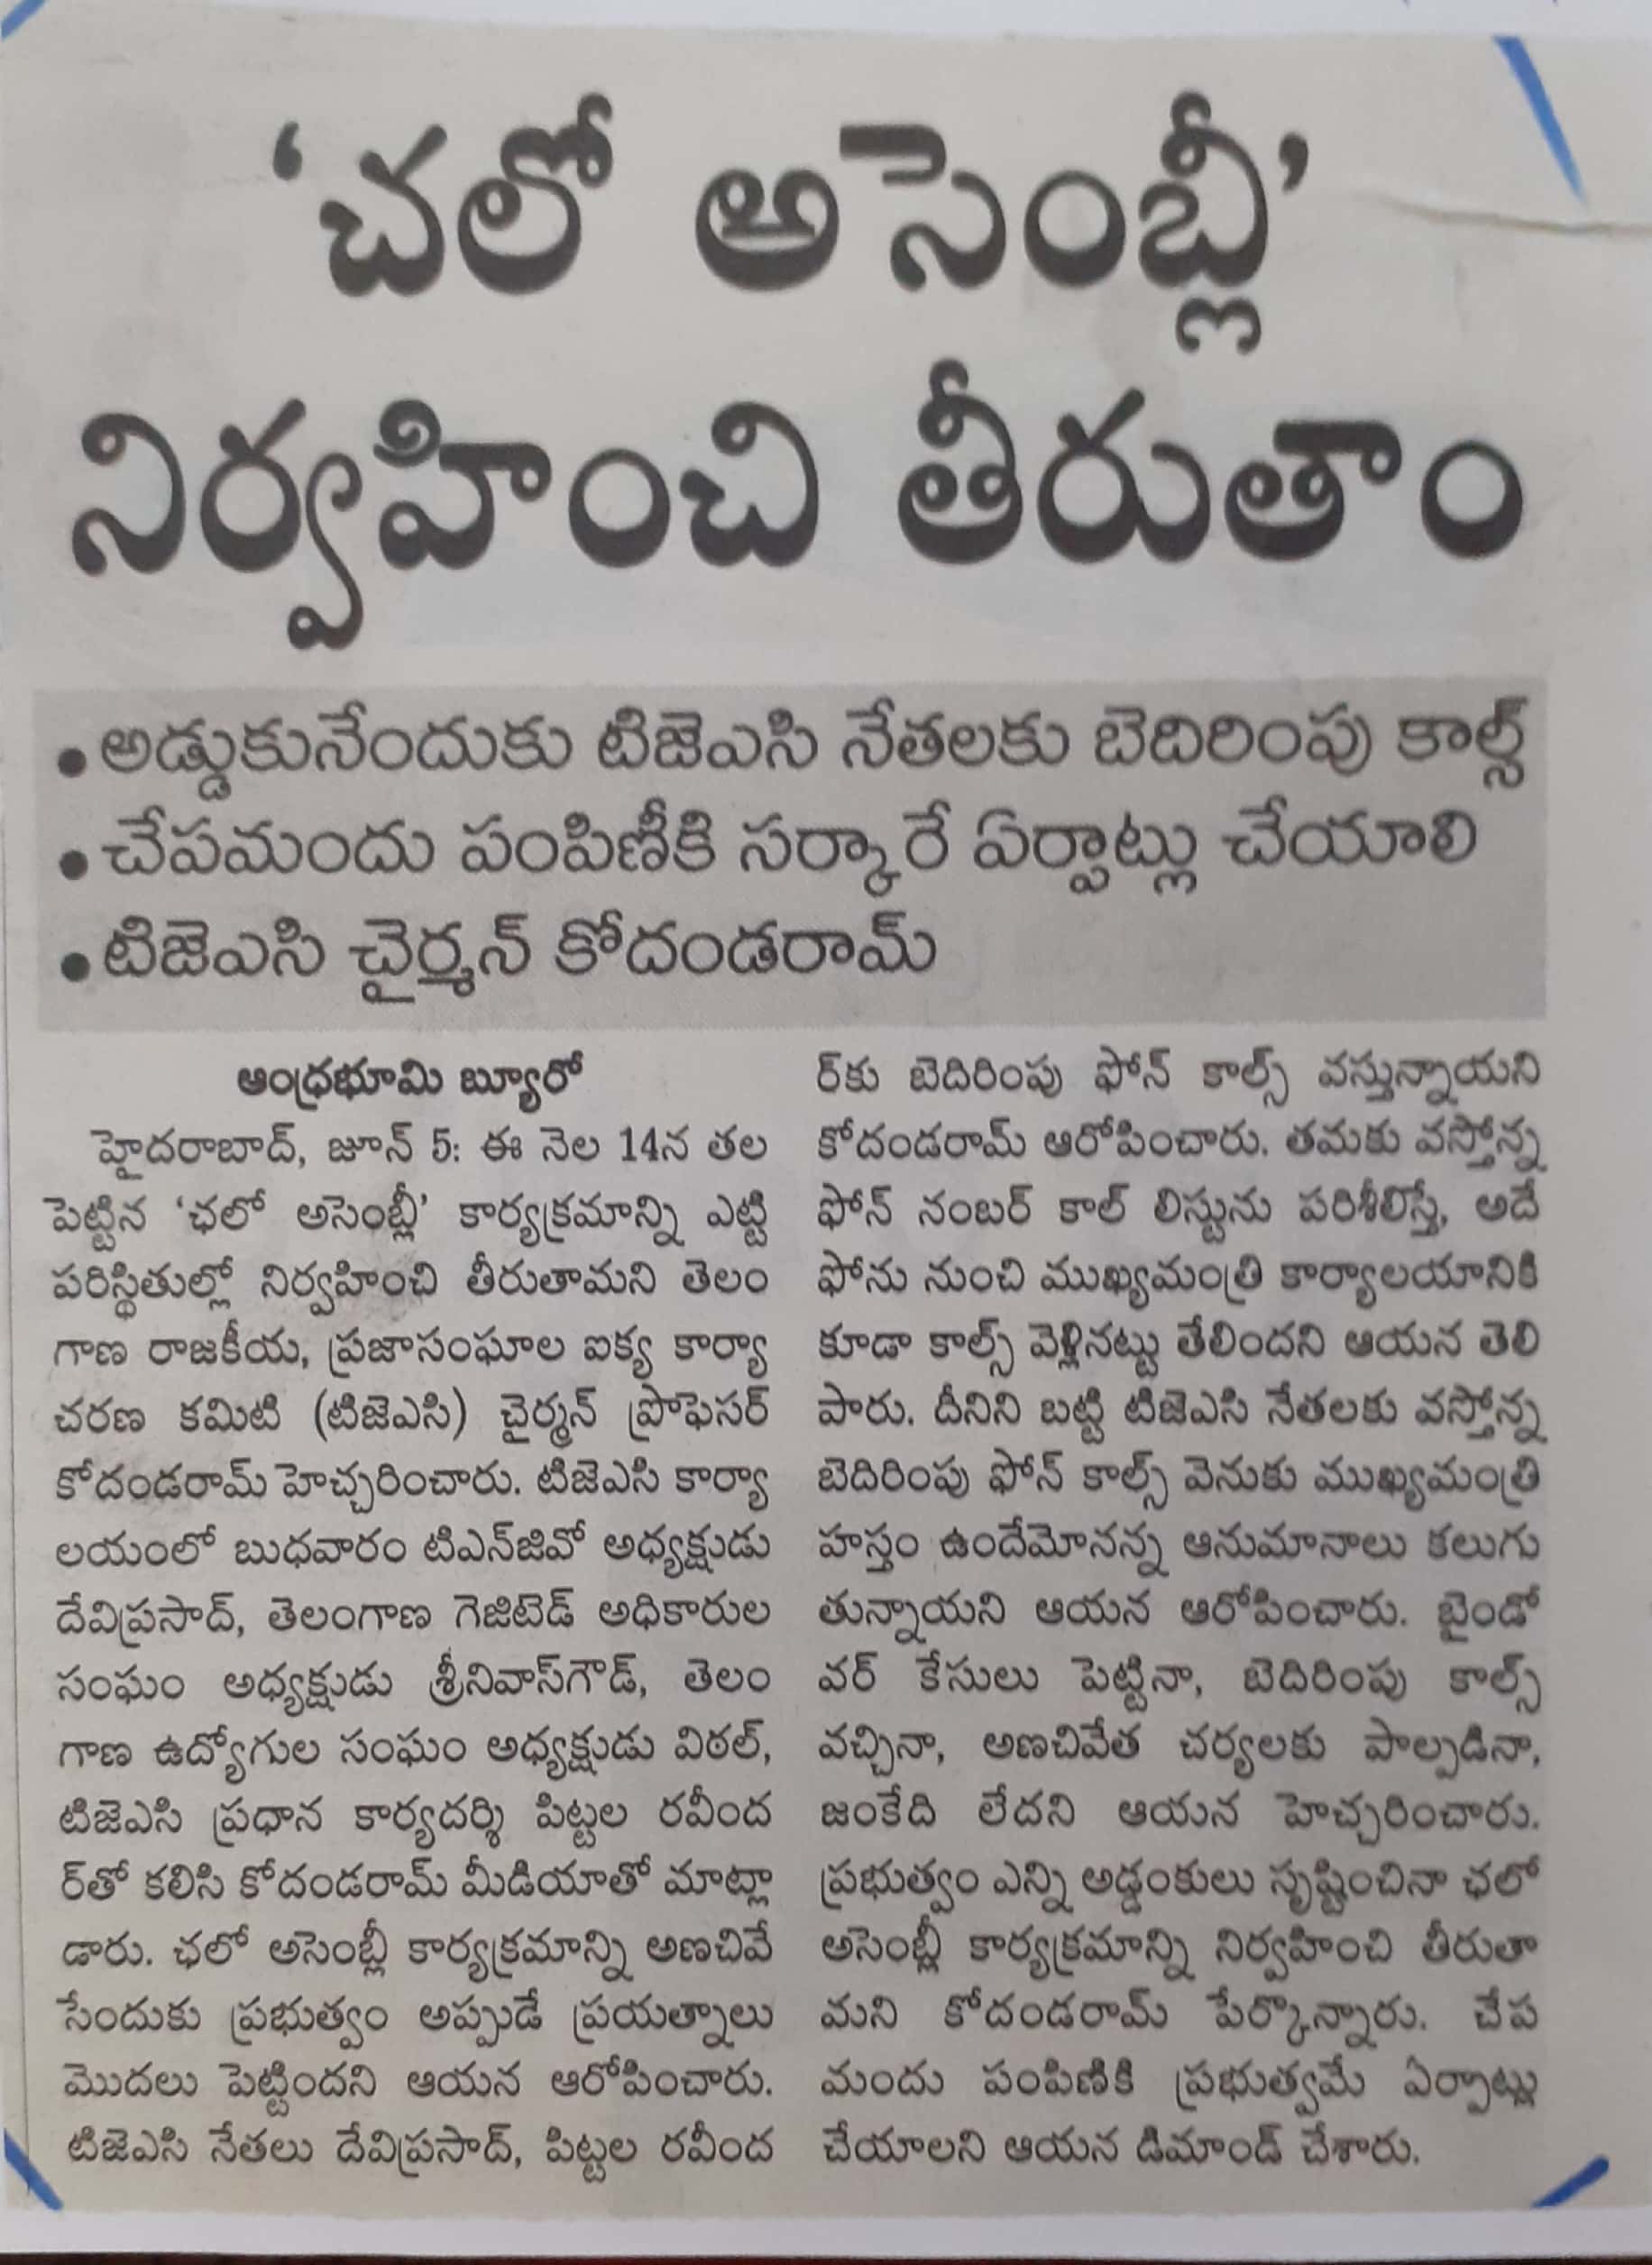 ‘చలో అసెంబ్లీ’
నిర్వహించి తీరుతాం
• అడ్డుకునేందుకు టిజెఎసి నేతలకు బెదిరింపు కాల్స్
• చేపమందు పంపిణీకి సర్కారే ఏర్పాట్లు చేయాలి
• టిజెఎసి చైర్మన్ కోదండరామ్
ఆంధ్రభూమి బ్యూరో
హైదరాబాద్, జూన్ 5: ఈ నెల 14న తల
పెట్టిన ‘ఛలో అసెంబ్లీ’ కార్యక్రమాన్ని ఎట్టి
పరిస్థితుల్లో నిర్వహించి తీరుతామని తెలం
గాణ రాజకీయ, ప్రజాసంఘాల ఐక్య కార్యా
చరణ కమిటి (టిజెఎసి) చైర్మన్ ప్రొఫెసర్
కోదండరామ్ హెచ్చరించారు. టిజెఎసి కార్యా
లయంలో బుధవారం టిఎన్‌జివో అధ్యక్షుడు
దేవిప్రసాద్, తెలంగాణ గెజిటెడ్ అధికారుల
సంఘం అధ్యక్షుడు శ్రీనివాస్‌గౌడ్, తెలం
గాణ ఉద్యోగుల సంఘం అధ్యక్షుడు విఠల్,
టిజెఎసి ప్రధాన కార్యదర్శి పిట్టల రవీంద
ర్‌తో కలిసి కోదండరామ్ మీడియాతో మాట్లా
డారు. ఛలో అసెంబ్లీ కార్యక్రమాన్ని అణచివే
సేందుకు ప్రభుత్వం అప్పుడే ప్రయత్నాలు
మొదలు పెట్టిందని ఆయన ఆరోపించారు.
టిజెఎసి నేతలు దేవిప్రసాద్, పిట్టల రవీంద
ర్‌కు బెదిరింపు ఫోన్ కాల్స్ వస్తున్నాయని
కోదండరామ్ ఆరోపించారు. తమకు వస్తోన్న
ఫోన్ నంబర్ కాల్ లిస్టును పరిశీలిస్తే, అదే
ఫోను నుంచి ముఖ్యమంత్రి కార్యాలయానికి
కూడా కాల్స్ వెళ్లినట్టు తేలిందని ఆయన తెలి
పారు. దీనిని బట్టి టిజెఎసి నేతలకు వస్తోన్న
బెదిరింపు ఫోన్ కాల్స్ వెనుకు ముఖ్యమంత్రి
హస్తం ఉందేమోనన్న ఆనుమానాలు కలుగు
తున్నాయని ఆయన ఆరోపించారు. బైండో
వర్ కేసులు పెట్టినా, బెదిరింపు కాల్స్
వచ్చినా, అణచివేత చర్యలకు పాల్పడినా,
జంకేది లేదని ఆయన హెచ్చరించారు.
ప్రభుత్వం ఎన్ని అడ్డంకులు సృష్టించినా ఛలో
అసెంబ్లీ కార్యక్రమాన్ని నిర్వహించి తీరుతా
మని కోదండరామ్ పేర్కొన్నారు. చేప
మందు పంపిణికి ప్రభుత్వమే ఏర్పాట్లు
చేయాలని ఆయన డిమాండ్ చేశారు.